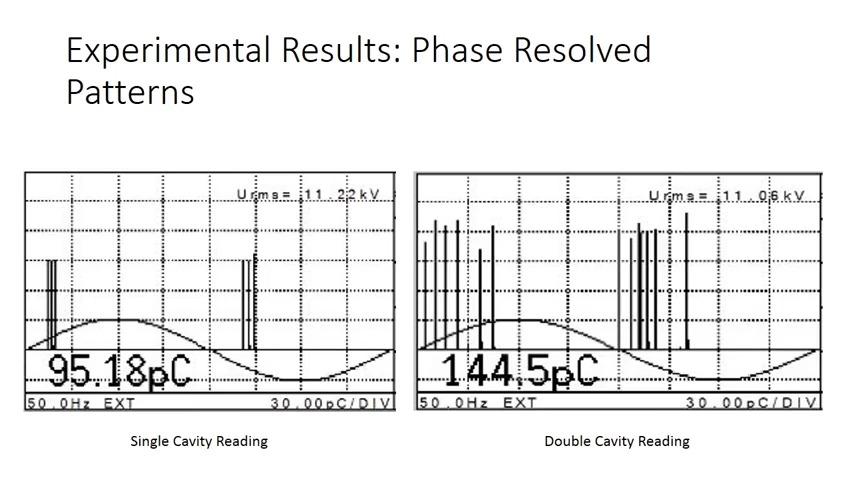 Experimental Results: Phase Resolved
Patterns
Urms= 11.22kV
95.18pC
50.0Hz EXT 30.00pC/DIV
Single Cavity Reading
Urms= 11.06kV
144.5pC
50.0Hz EXT 30.00pC/DIV
Double Cavity Reading